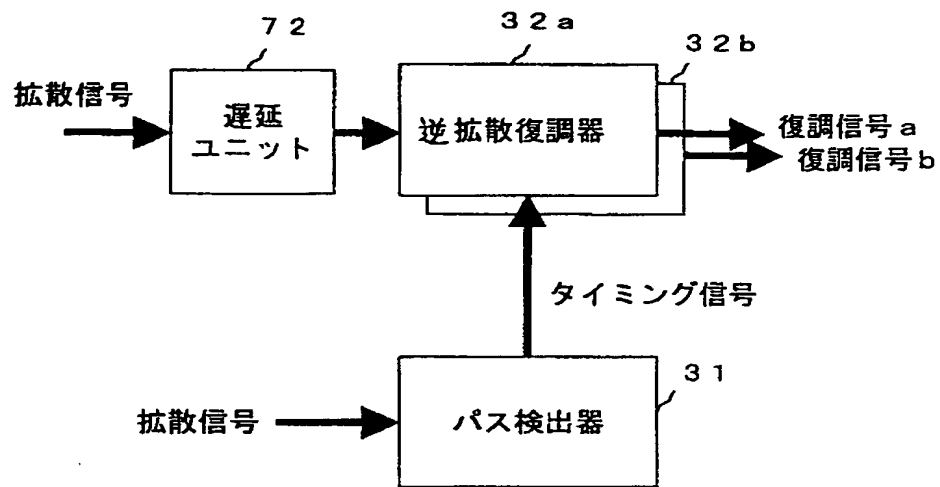 ７２
３２ａ
３２ｂ
拡散信号
遅延
ユニット
逆拡散復調器
復調信号ａ
復調信号ｂ
タイミング信号
３１
拡散信号
パス検出器